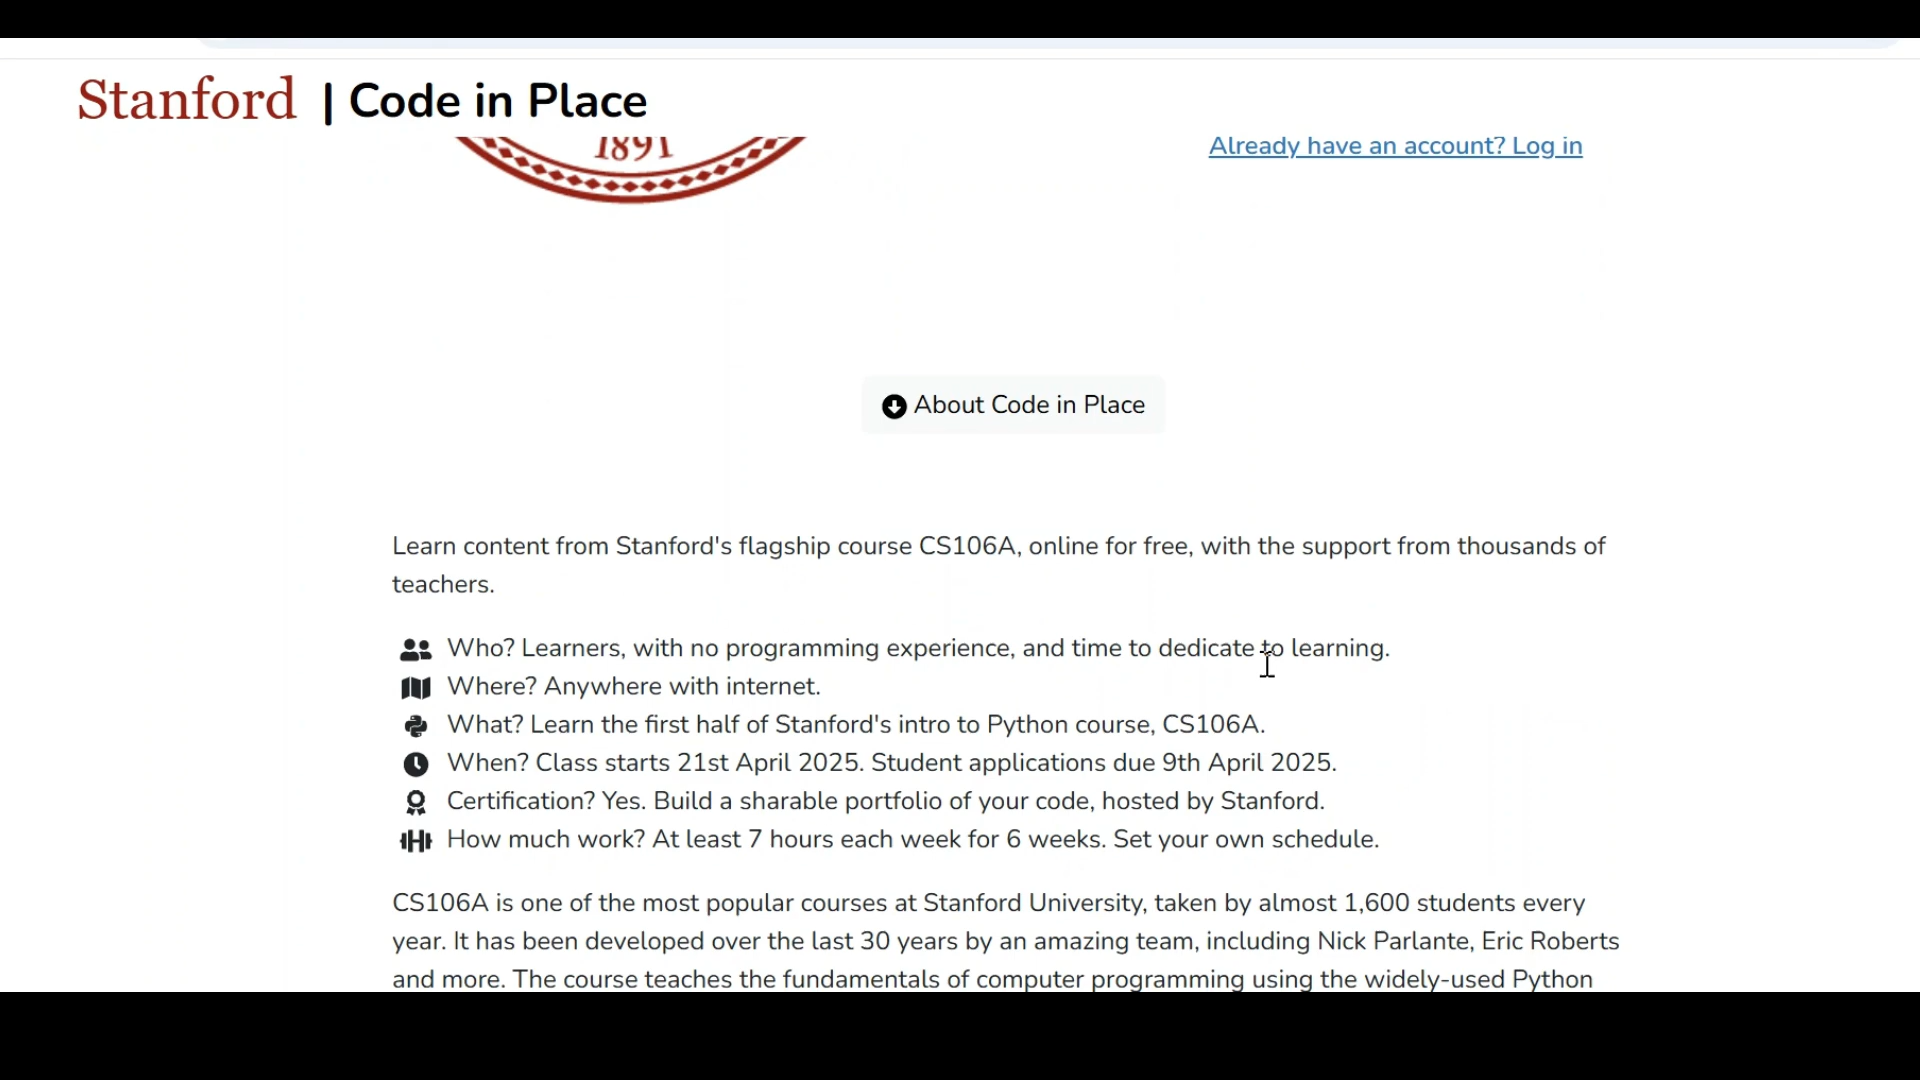 Stanford | Code in Place
1891
Already have an account? Log in
About Code in Place
Learn content from Stanford's flagship course CS106A, online for free, with the support from thousands of
teachers.
Who? Learners, with no programming experience, and time to dedicate to learning.
Where? Anywhere with internet.
What? Learn the first half of Stanford's intro to Python course, CS106A.
When? Class starts 21st April 2025. Student applications due 9th April 2025.
Certification? Yes. Build a sharable portfolio of your code, hosted by Stanford.
How much work? At least 7 hours each week for 6 weeks. Set your own schedule.
CS106A is one of the most popular courses at Stanford University, taken by almost 1,600 students every
year. It has been developed over the last 30 years by an amazing team, including Nick Parlante, Eric Roberts
and more. The course teaches the fundamentals of computer programming using the widely-used Python